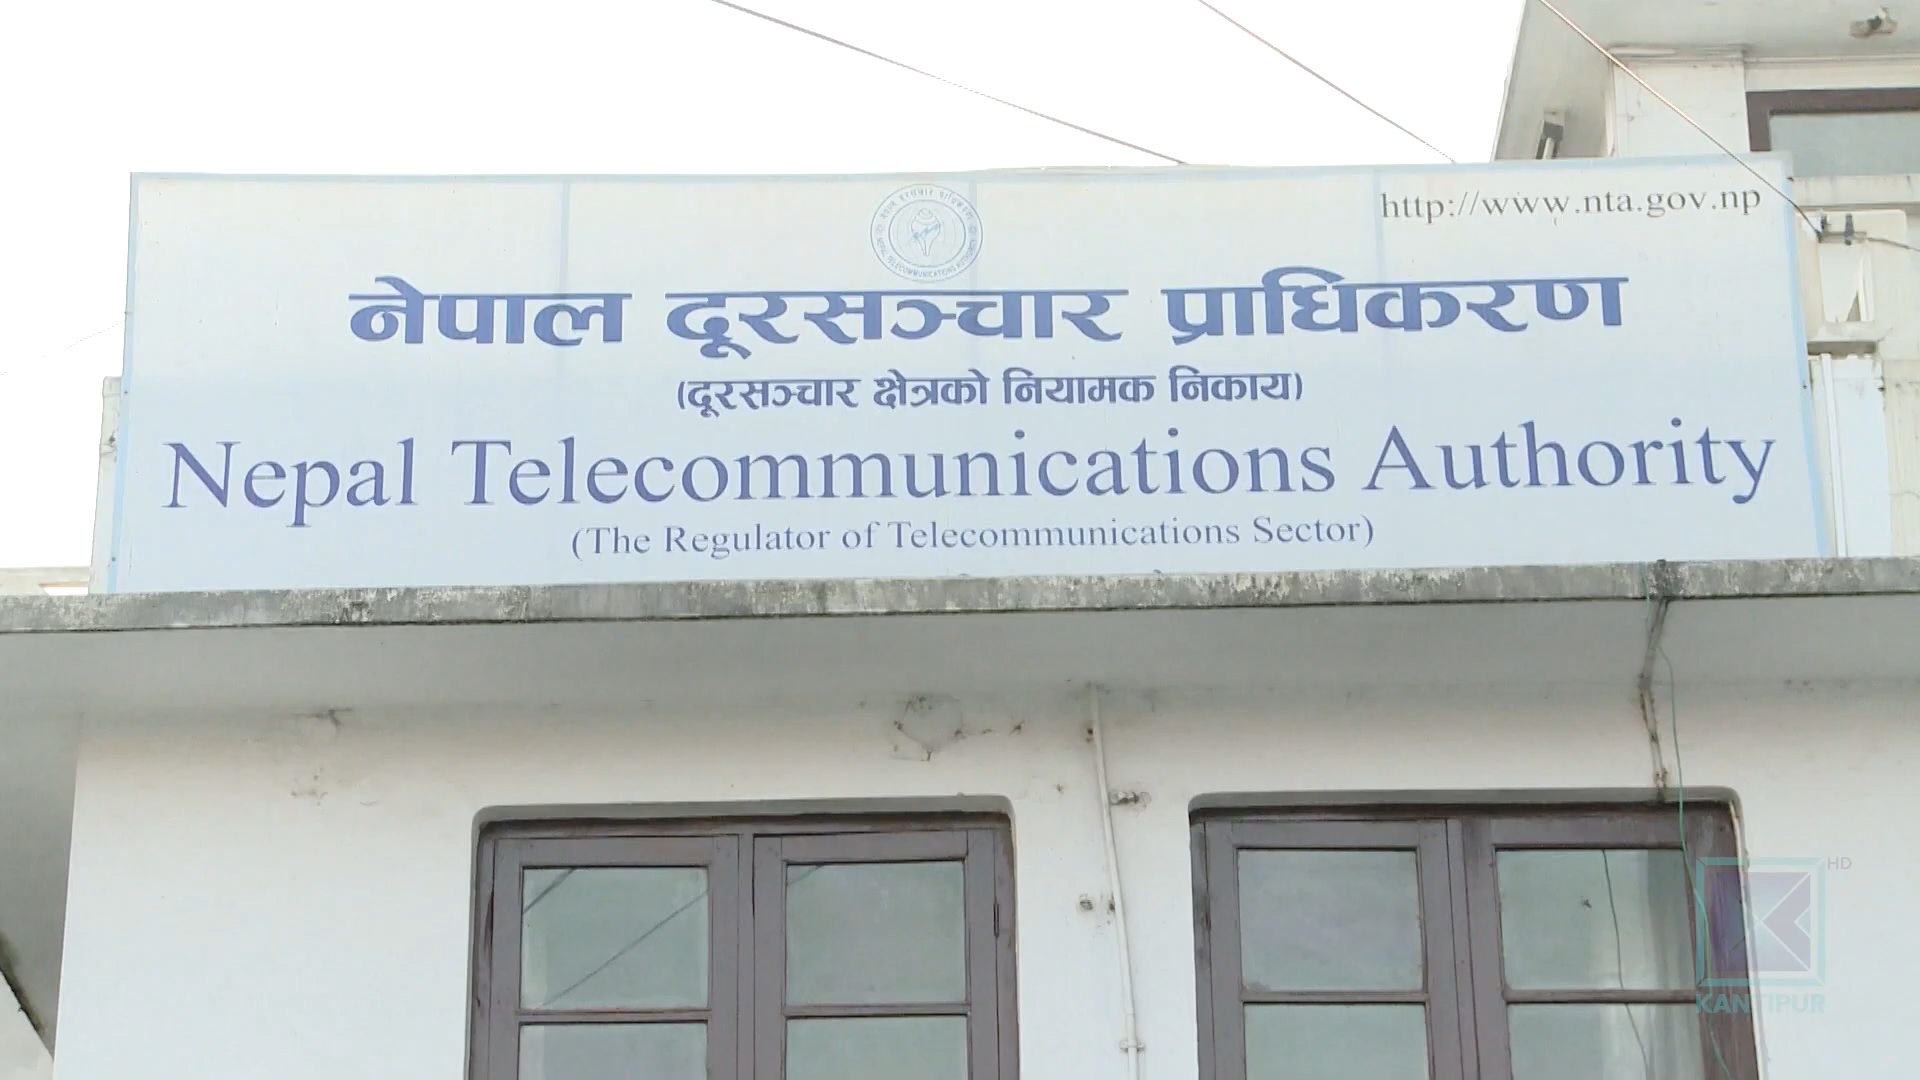 http://www.nta.gov.np
नेपाल दूरसञ्चार प्राधिकरण
(दूरसञ्चार क्षेत्रको नियामक निकाय)
Nepal Telecommunications Authority
(The Regulator of Telecommunications Sector)
HD
KANTIPUR